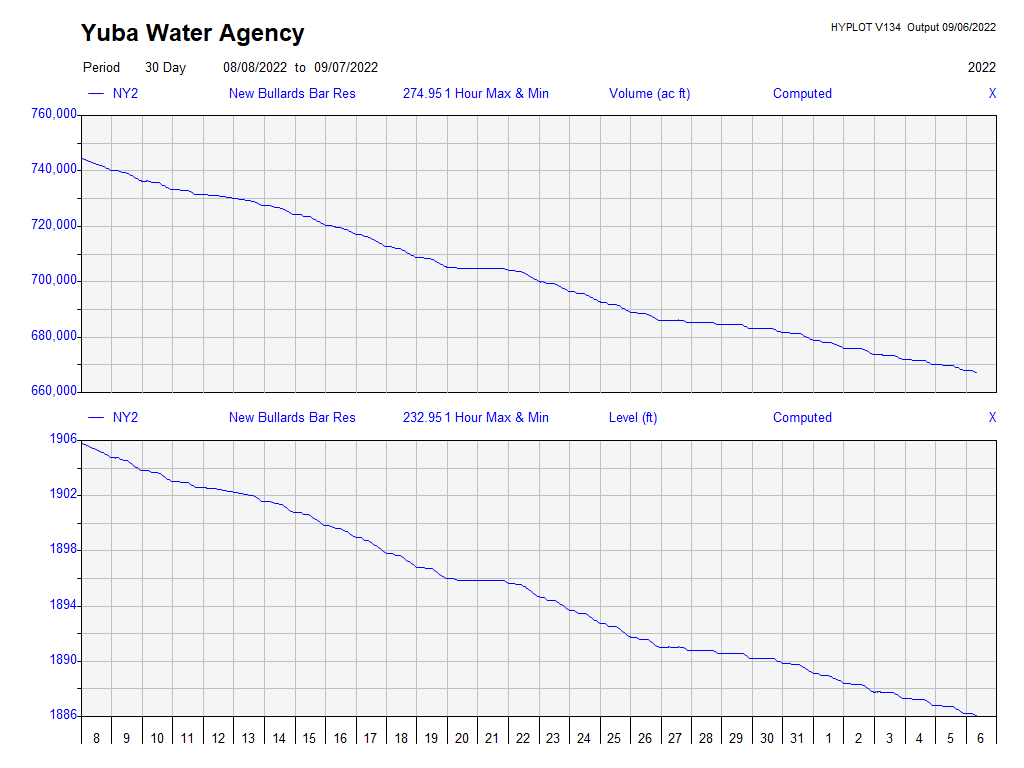 Yuba Water Agency
HYPLOT V134 Output 09/06/2022
Period 30 Day 08/08/2022 to 09/07/2022 2022
NY2 New Bullards Bar Res 274.95 1 Hour Max & Min Volume (ac ft) Computed X
760,000
740,000
720,000
700,000
680,000
660,000
NY2 New Bullards Bar Res 232.95 1 Hour Max & Min Level (ft) Computed X
1906
1902
1898
1894
1890
1886
8 9 10 11 12 13 14 15 16 17 18 19 20 21 22 23 24 25 26 27 28 29 30 31 1 2 3 4 5 6